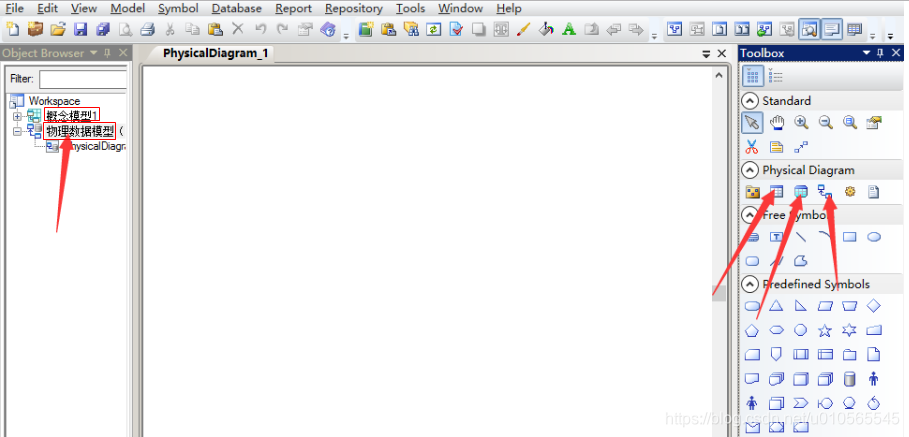 File Edit View Model Symbol Database Report Repository Tools Window Help
Object Browser
PhysicalDiagram_1
Toolbox
Filter:
Workspace
概念模型1
物理数据模型 (
PhysicalDiagra
Standard
Physical Diagram
Free Symbols
Predefined Symbols
https://blog.csdn.net/u010565545